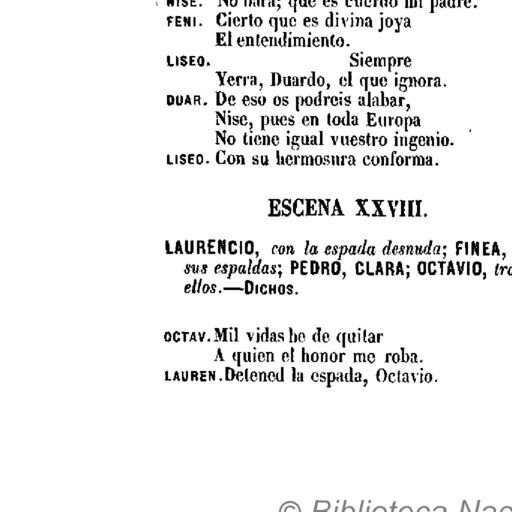 NISE. No hará; que es cuerdo mi padre.
FENI. Cierto que es divina joya
El entendimiento.
LISEO. Siempre
Yerra, Duardo, el que ignora.
DUAR. De eso os podreis alabar,
Nise, pues en toda Europa
No tiene igual vuestro ingenio.
LISEO. Con su hermosura conforma.
ESCENA XXVIII.
LAURENCIO, con la espada desnuda; FINEA,
sus espaldas; PEDRO, CLARA; OCTAVIO, tra
ellos.—DICHOS.
OCTAV. Mil vidas he de quitar
A quien el honor me roba.
LAUREN. Detened la espada, Octavio.
© Biblioteca Nac